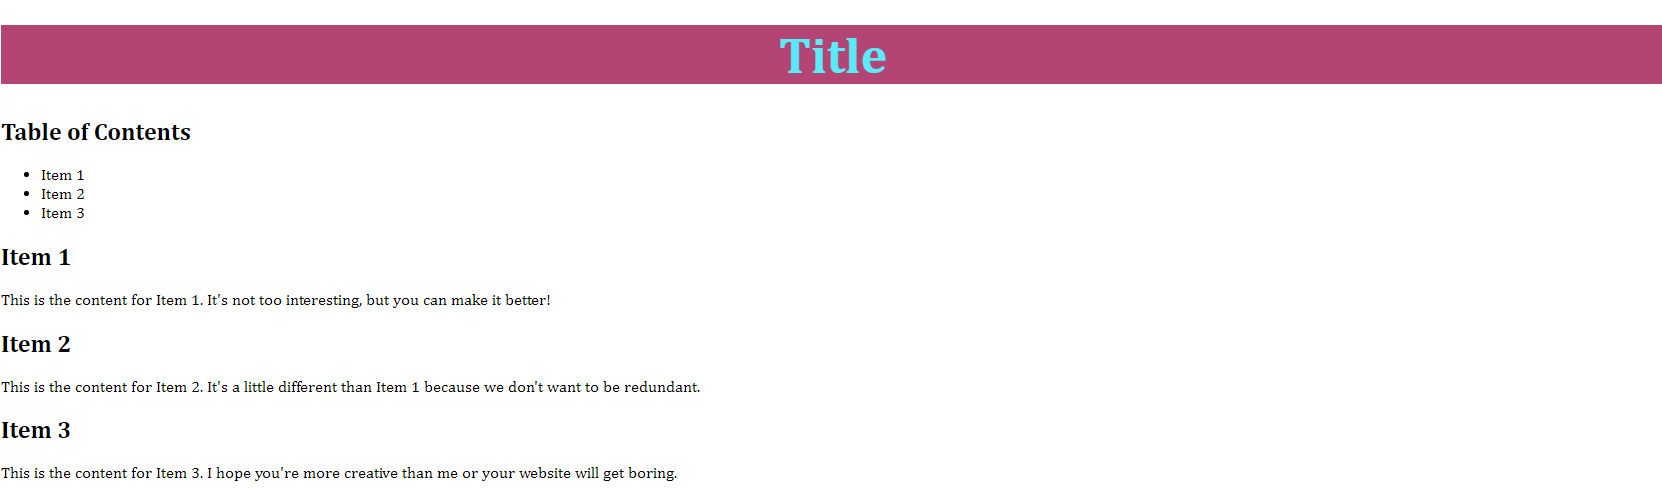 Title
Table of Contents
Item 1
Item 2
Item 3
Item 1
This is the content for Item 1. It's not too interesting, but you can make it better!
Item 2
This is the content for Item 2. It's a little different than Item 1 because we don't want to be redundant.
Item 3
This is the content for Item 3. I hope you're more creative than me or your website will get boring.